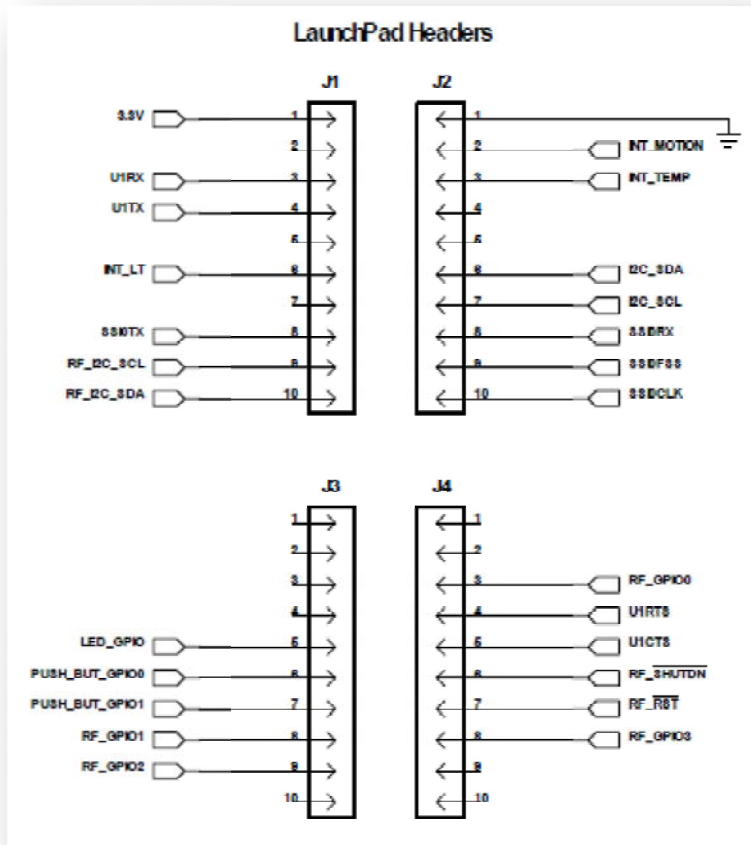 LaunchPad Headers
J1
J2
3.3V 1
2
U1RX 3
U1TX 4
5
INT_LT 6
7
SSI0TX 8
RF_I2C_SCL 9
RF_I2C_SDA 10
1
2 INT_MOTION
3 INT_TEMP
4
5
6 I2C_SDA
7 I2C_SCL
8 SSI0RX
9 SSI0FSS
10 SSI0CLK
J3
J4
1
2
3
4
LED_GPIO 5
PUSH_BUT_GPIO0 6
PUSH_BUT_GPIO1 7
RF_GPIO1 8
RF_GPIO2 9
10
1
2
3 RF_GPIO0
4 U1RTS
5 U1CTS
6 RF_SHUTDN
7 RF_RST
8 RF_GPIO3
9
10